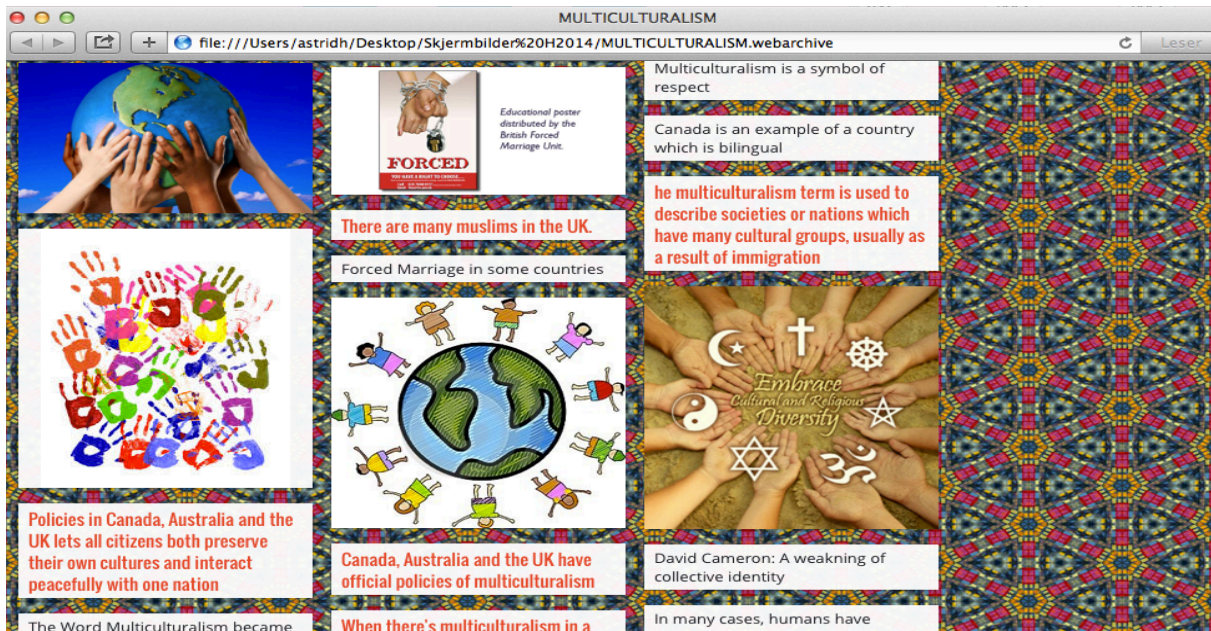 MULTICULTURALISM
file:///Users/astridh/Desktop/Skjermbilder%20H2014/MULTICULTURALISM.webarchive
Leser
Policies in Canada, Australia and the
UK lets all citizens both preserve
their own cultures and interact
peacefully with one nation
The Word Multiculturalism became
FORCED
YOU HAVE A RIGHT TO CHOOSE
Educational poster
distributed by the
British Forced
Marriage Unit.
There are many muslims in the UK.
Forced Marriage in some countries
Canada, Australia and the UK have
official policies of multiculturalism
When there's multiculturalism in a
Multiculturalism is a symbol of
respect
Canada is an example of a country
which is bilingual
he multiculturalism term is used to
describe societies or nations which
have many cultural groups, usually as
a result of immigration
Embrace
Cultural and Religious
Diversity
David Cameron: A weakning of
collective identity
In many cases, humans have